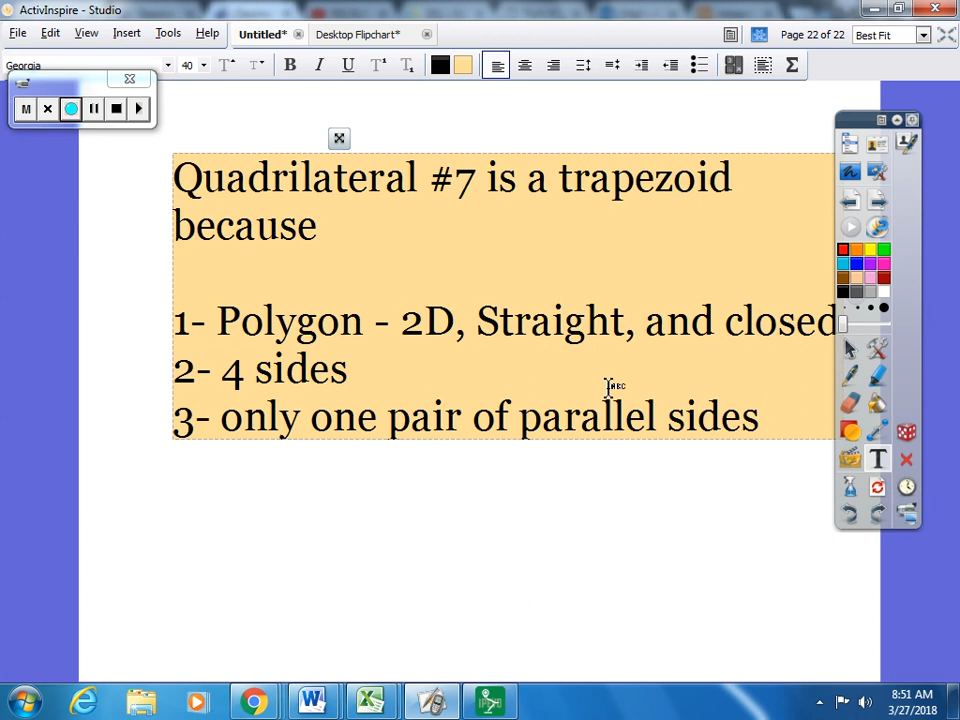 ActivInspire - Studio
File Edit View Insert Tools Help Untitled* Desktop Flipchart* Page 22 of 22 Best Fit
Georgia 40 B I U
M
Quadrilateral #7 is a trapezoid
because
1- Polygon - 2D, Straight, and closed
2- 4 sides
3- only one pair of parallel sides
ABC
T
8:51 AM
3/27/2018